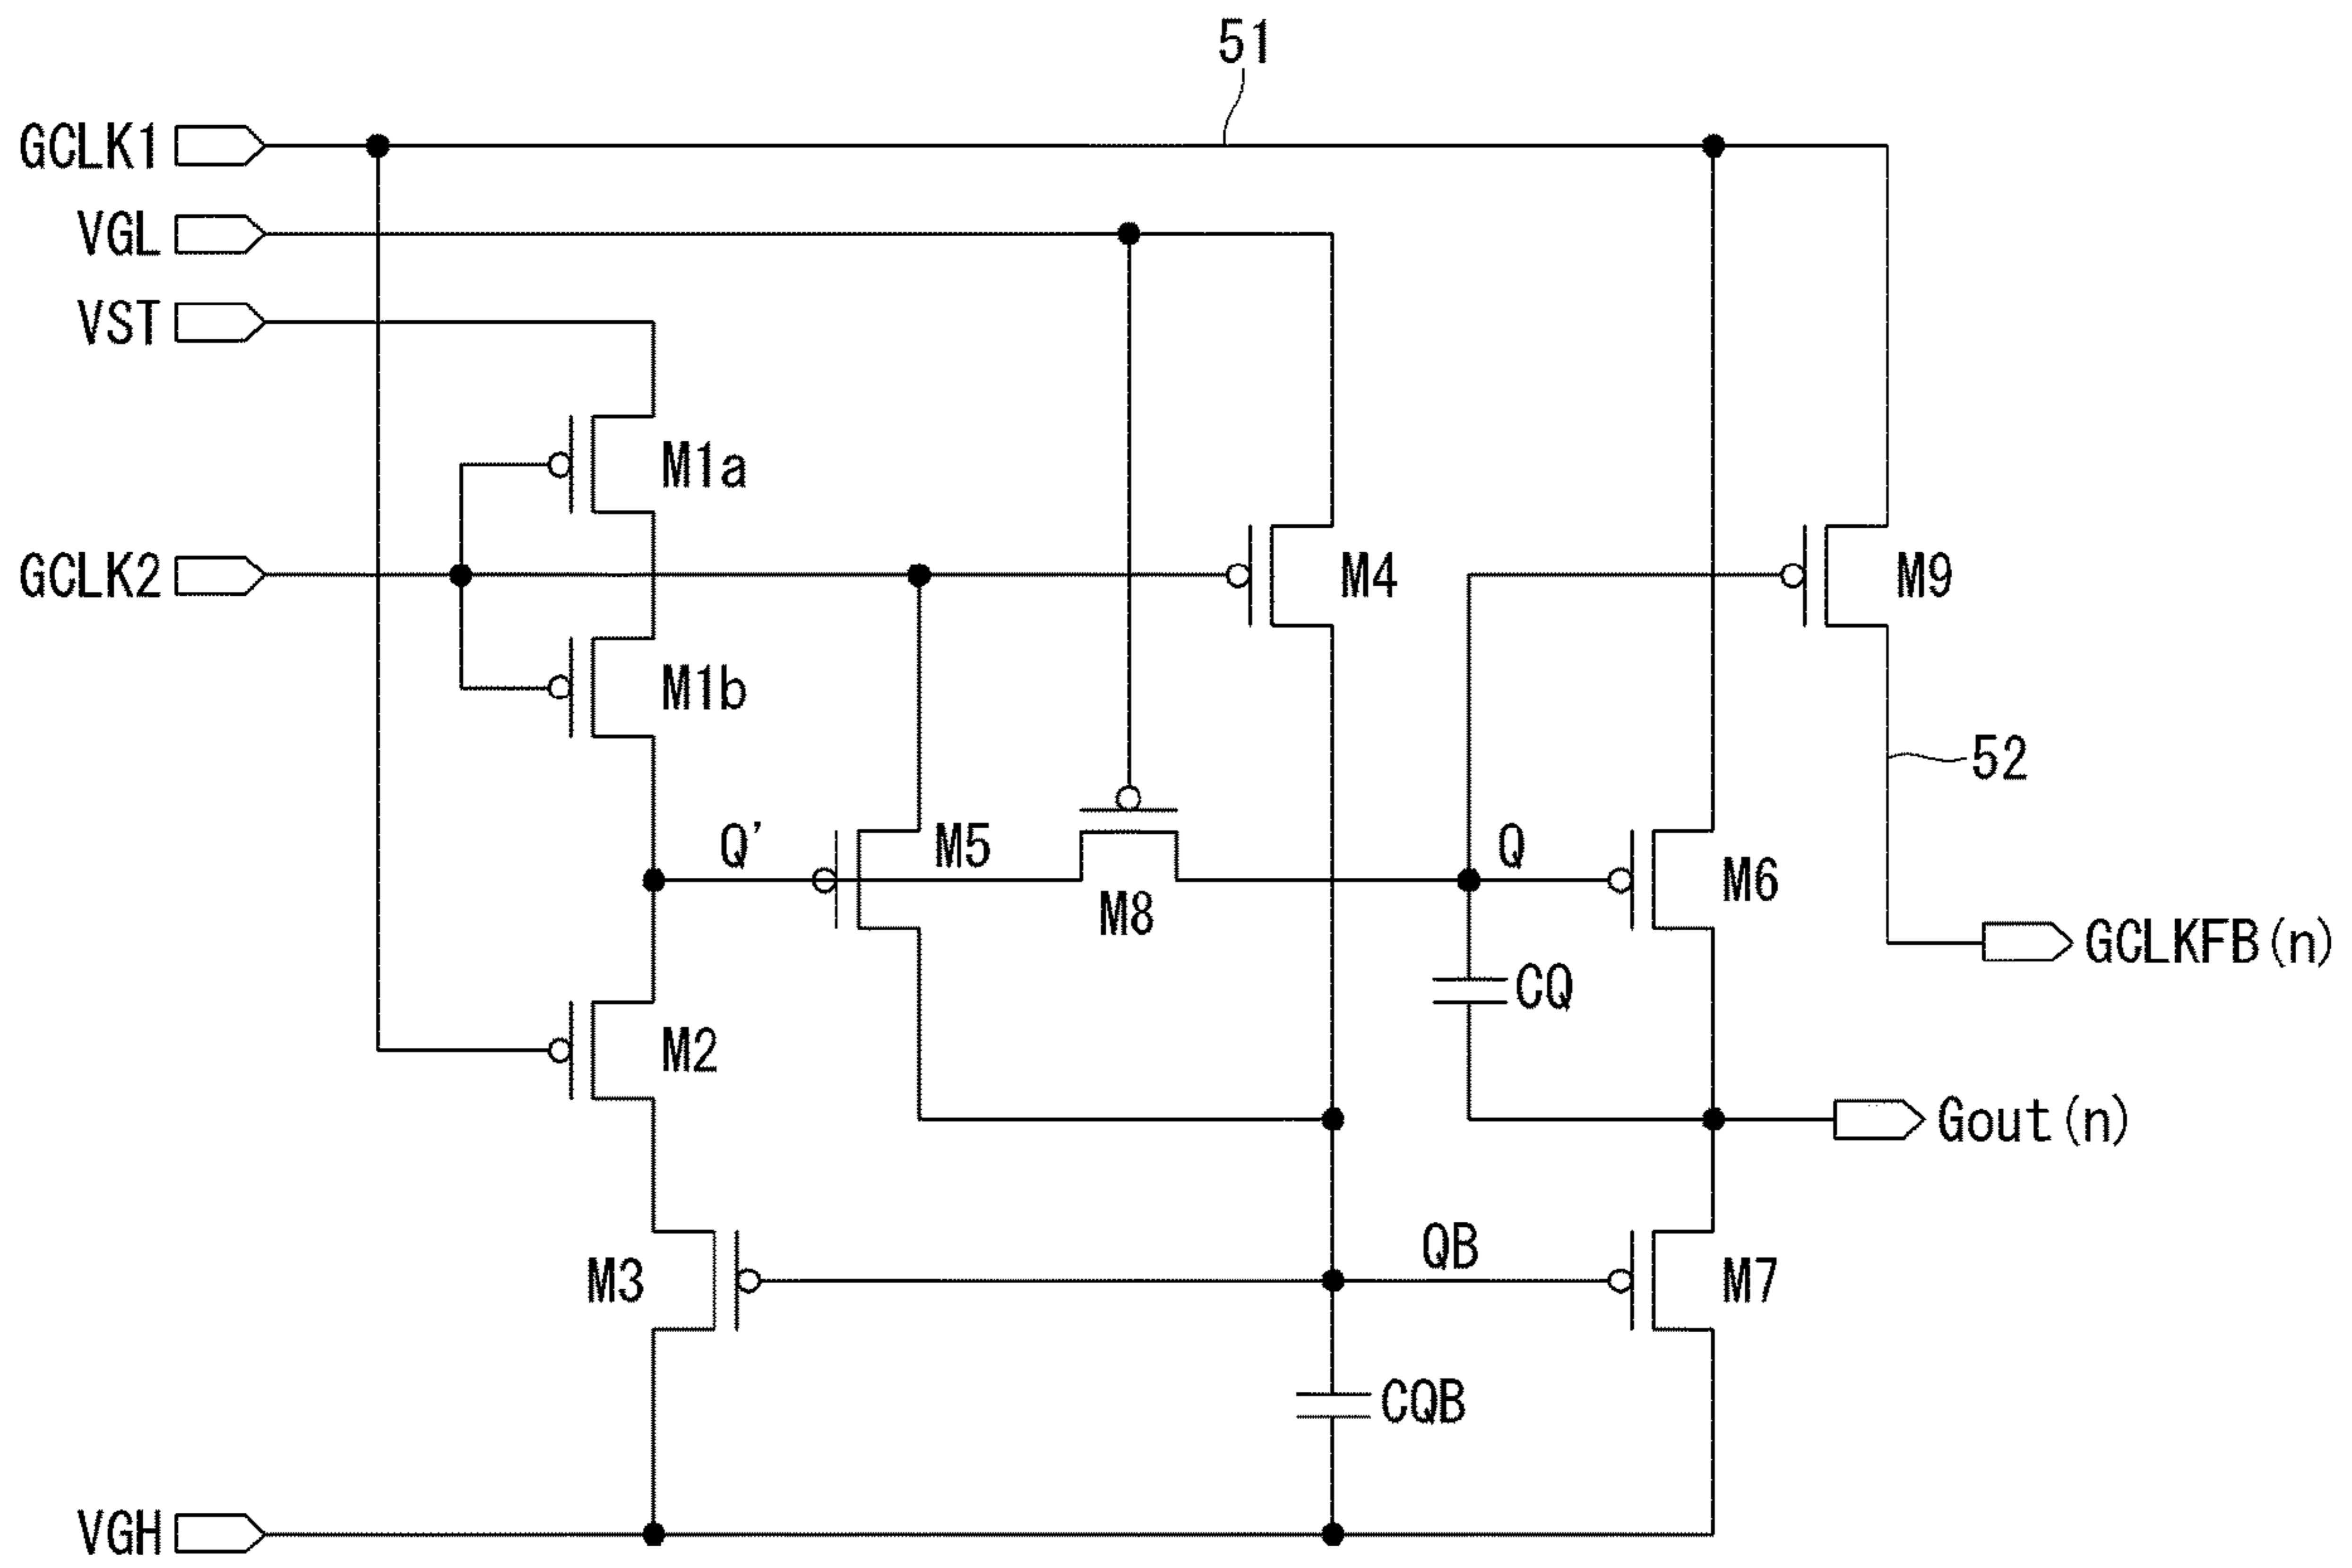 51
GCLK1
VGL
VST
M1a
GCLK2
M4
M9
M1b
52
Q'
M5
Q
M6
M8
GCLKFB(n)
CQ
M2
Gout(n)
QB
M3
M7
CQB
VGH